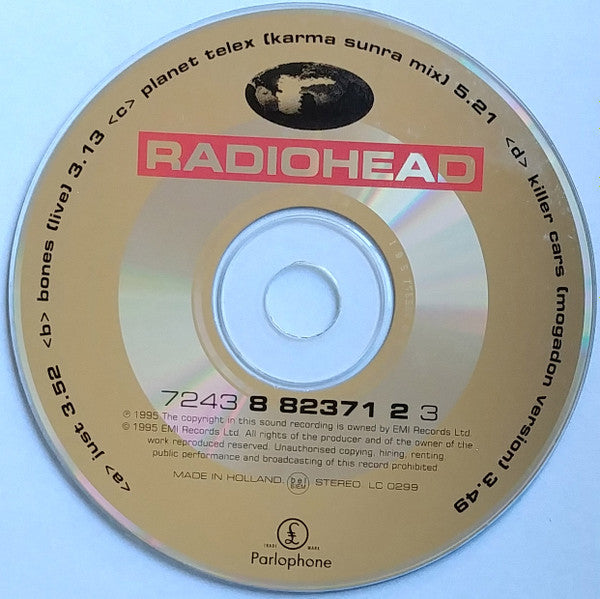 <a> just 3.52 <b> bones (live) 3.13 <c> planet telex (karma sunra mix) 5.21 <d> killer cars (mogadon version) 3.49
RADIOHEAD
7243 8 82371 2 3
℗ 1995 The copyright in this sound recording is owned by EMI Records Ltd.
© 1995 EMI Records Ltd. All rights of the producer and of the owner of the
work reproduced reserved. Unauthorised copying, hiring, renting,
public performance and broadcasting of this record prohibited.
MADE IN HOLLAND. STEREO. LC 0299
£
TRADE MARK
Parlophone